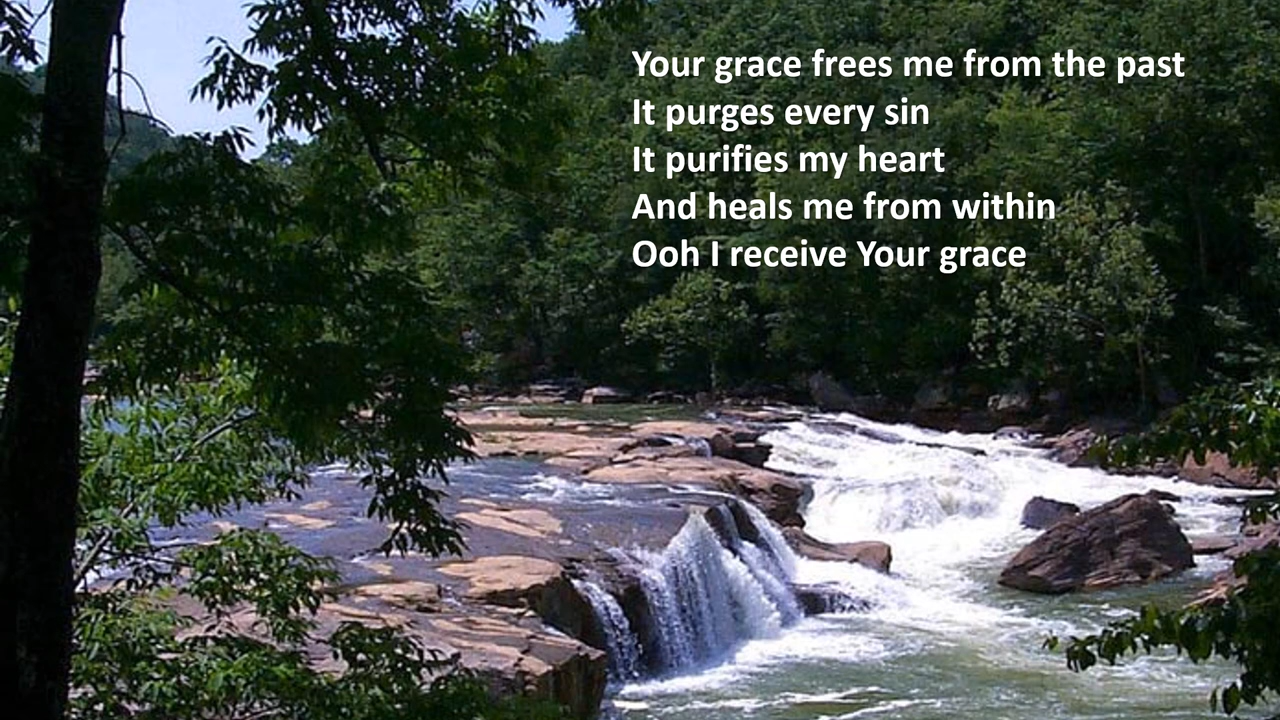 Your grace frees me from the past
It purges every sin
It purifies my heart
And heals me from within
Ooh I receive Your grace